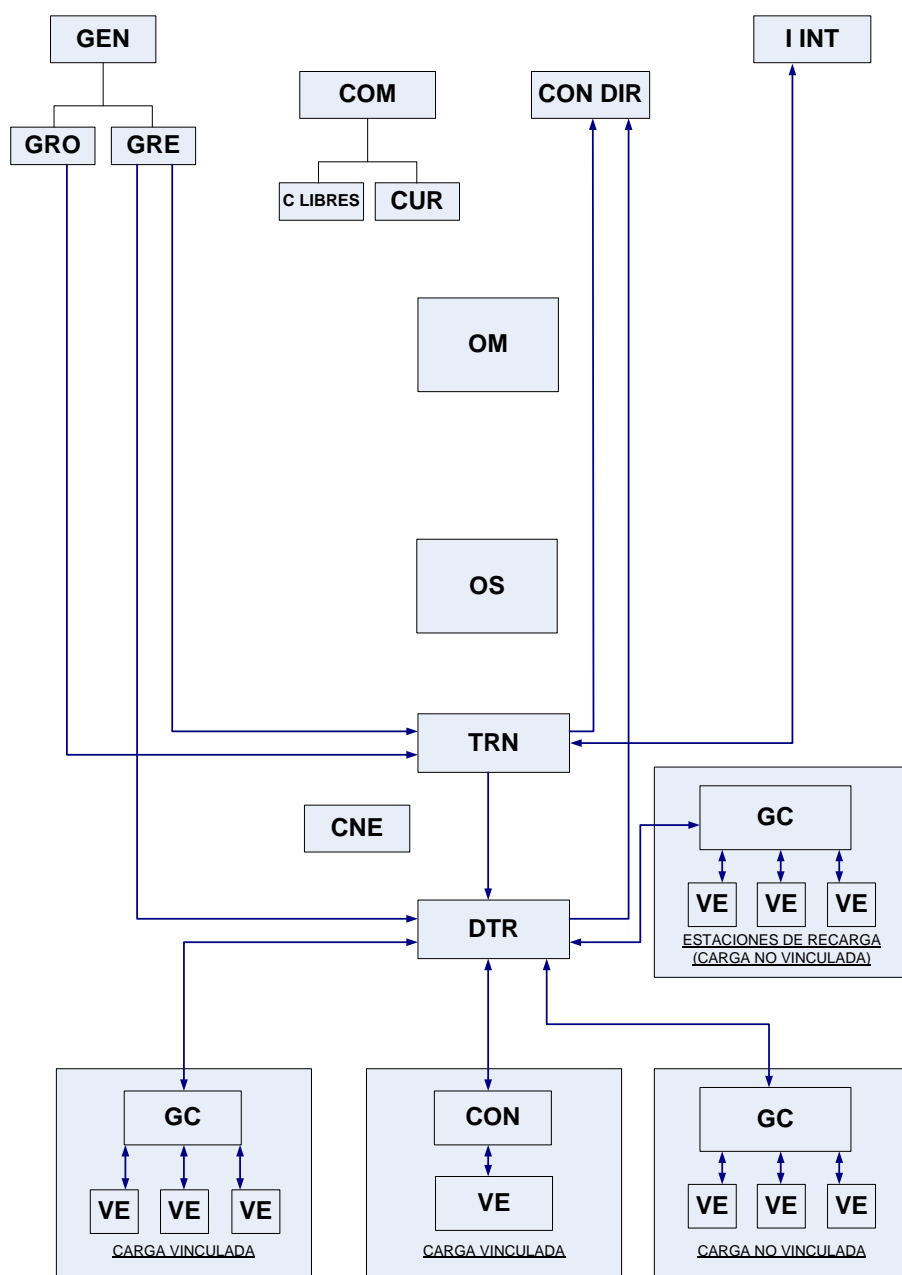 GEN
I INT
COM
CON DIR
GRO
GRE
C LIBRES
CUR
OM
OS
TRN
CNE
GC
VE
VE
VE
ESTACIONES DE RECARGA
(CARGA NO VINCULADA)
DTR
GC
VE
VE
VE
CARGA VINCULADA
CON
VE
CARGA VINCULADA
GC
VE
VE
VE
CARGA NO VINCULADA